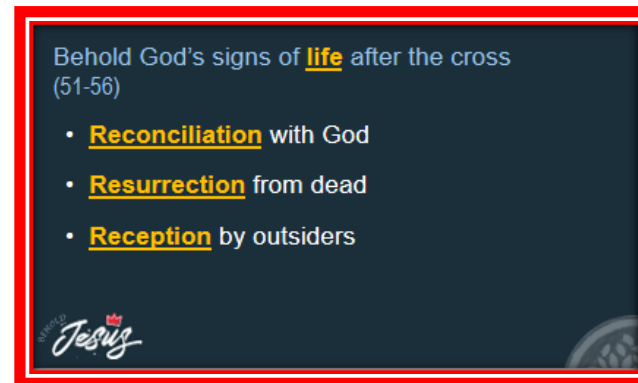 Behold God's signs of life after the cross
(51-56)
• Reconciliation with God
• Resurrection from dead
• Reception by outsiders
BEHOLD
Jesus